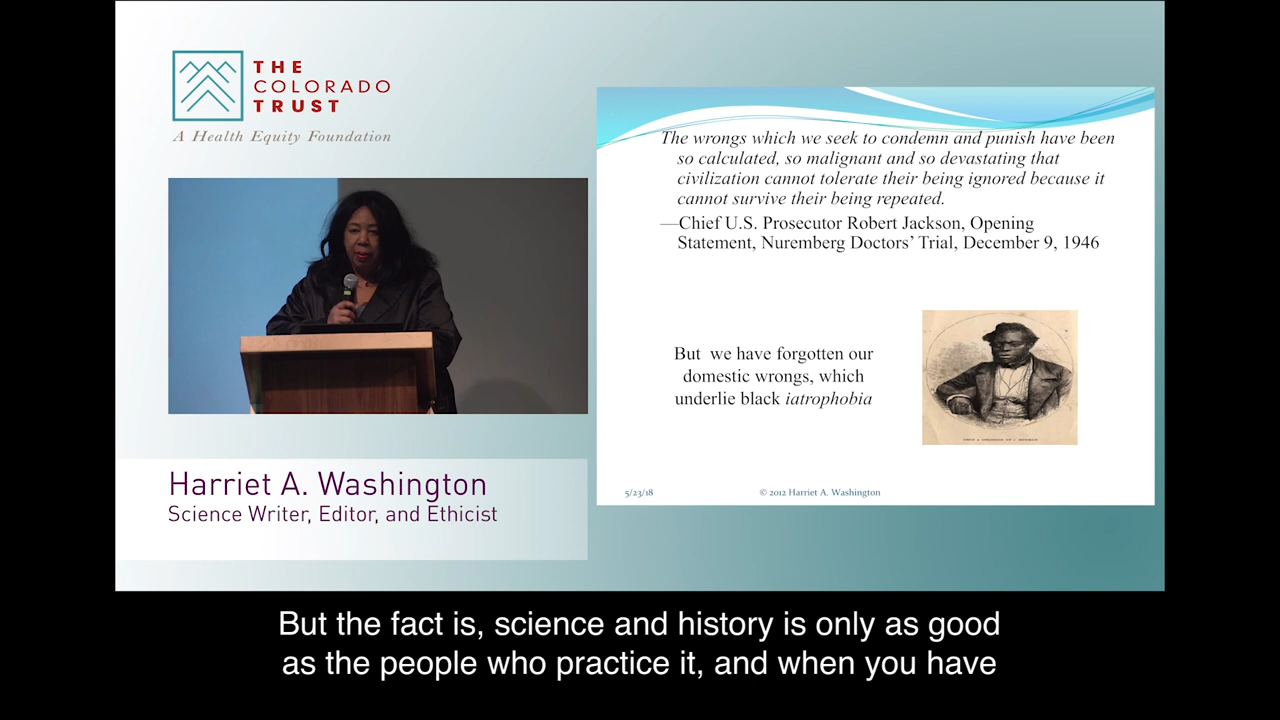 THE
COLORADO
TRUST
A Health Equity Foundation
The wrongs which we seek to condemn and punish have been
so calculated, so malignant and so devastating that
civilization cannot tolerate their being ignored because it
cannot survive their being repeated.
—Chief U.S. Prosecutor Robert Jackson, Opening
Statement, Nuremberg Doctors’ Trial, December 9, 1946
But we have forgotten our
domestic wrongs, which
underlie black iatrophobia
5/23/18
© 2012 Harriet A. Washington
Harriet A. Washington
Science Writer, Editor, and Ethicist
But the fact is, science and history is only as good
as the people who practice it, and when you have